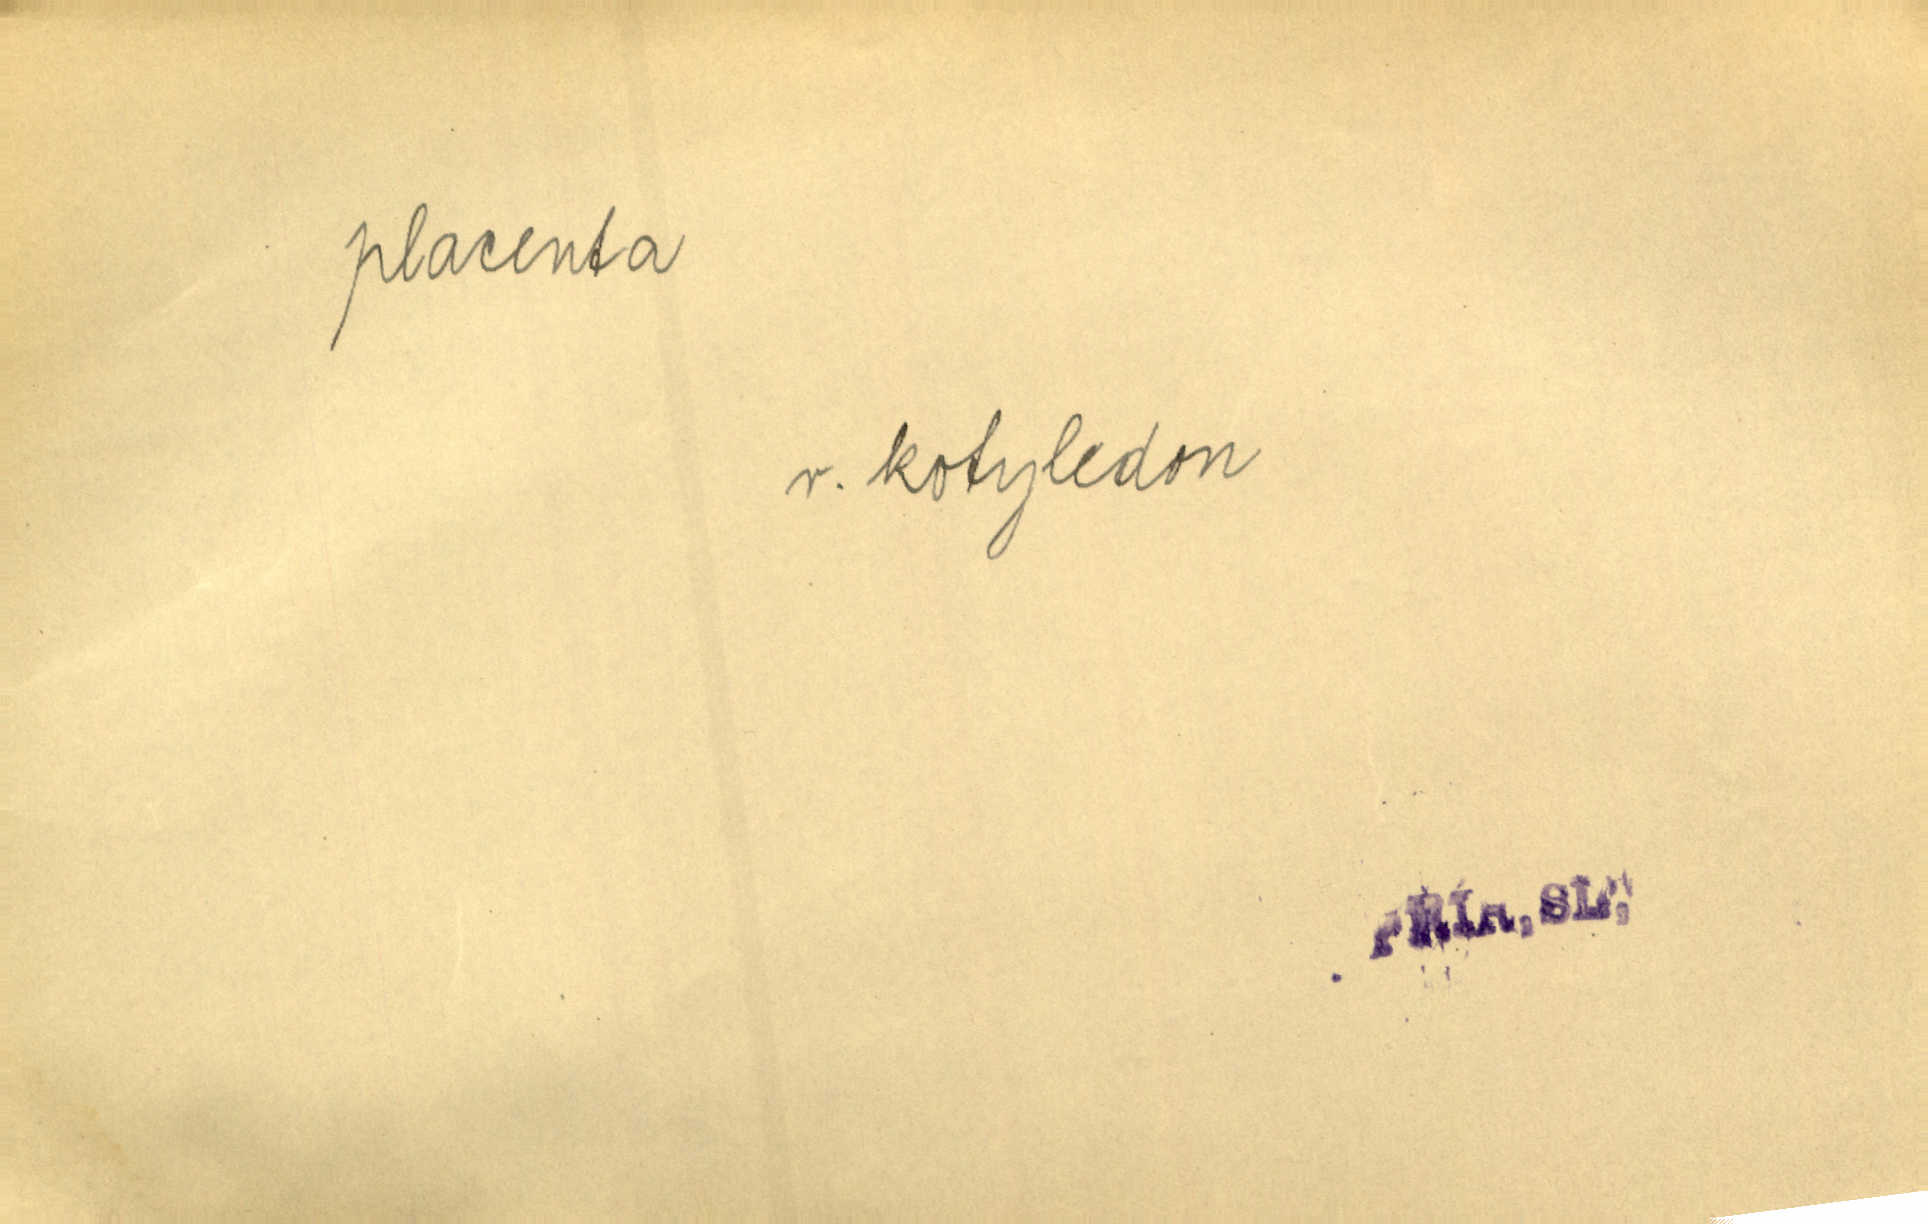 placenta
v. kotyledon